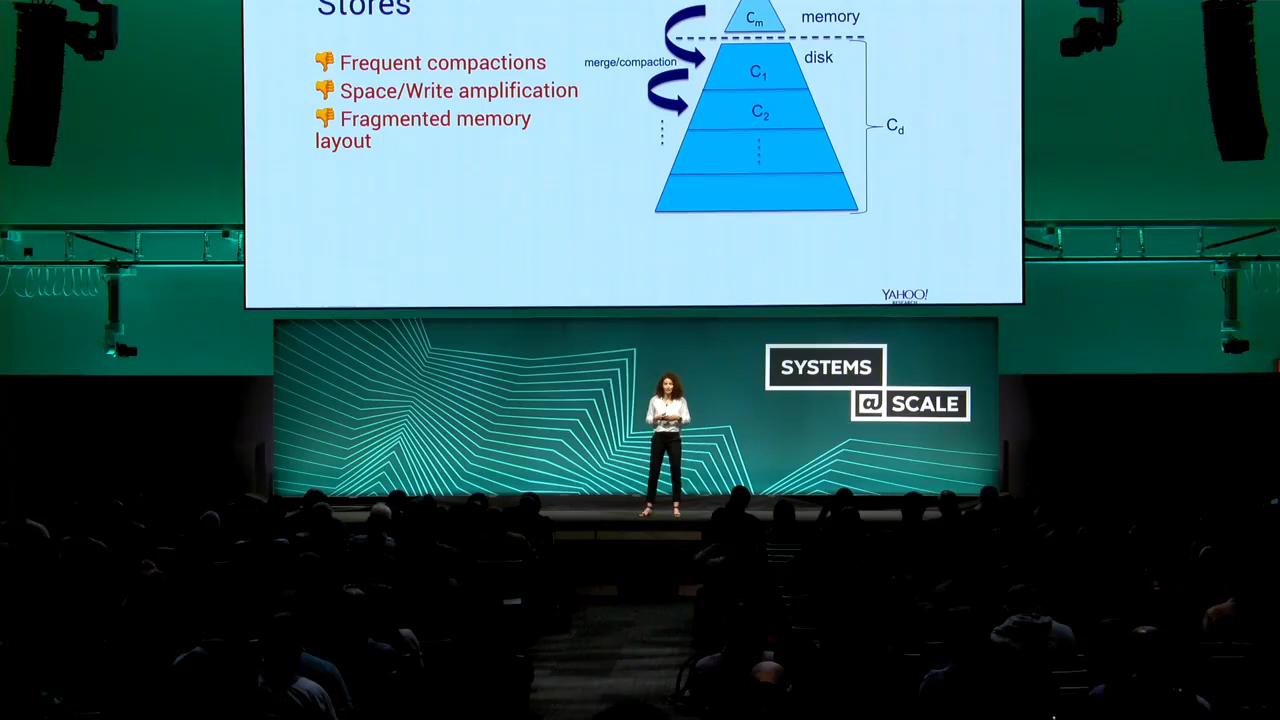 Stores
👎 Frequent compactions
👎 Space/Write amplification
👎 Fragmented memory
layout
Cm
memory
merge/compaction
disk
C1
C2
Cd
YAHOO!
RESEARCH
SYSTEMS
@ SCALE